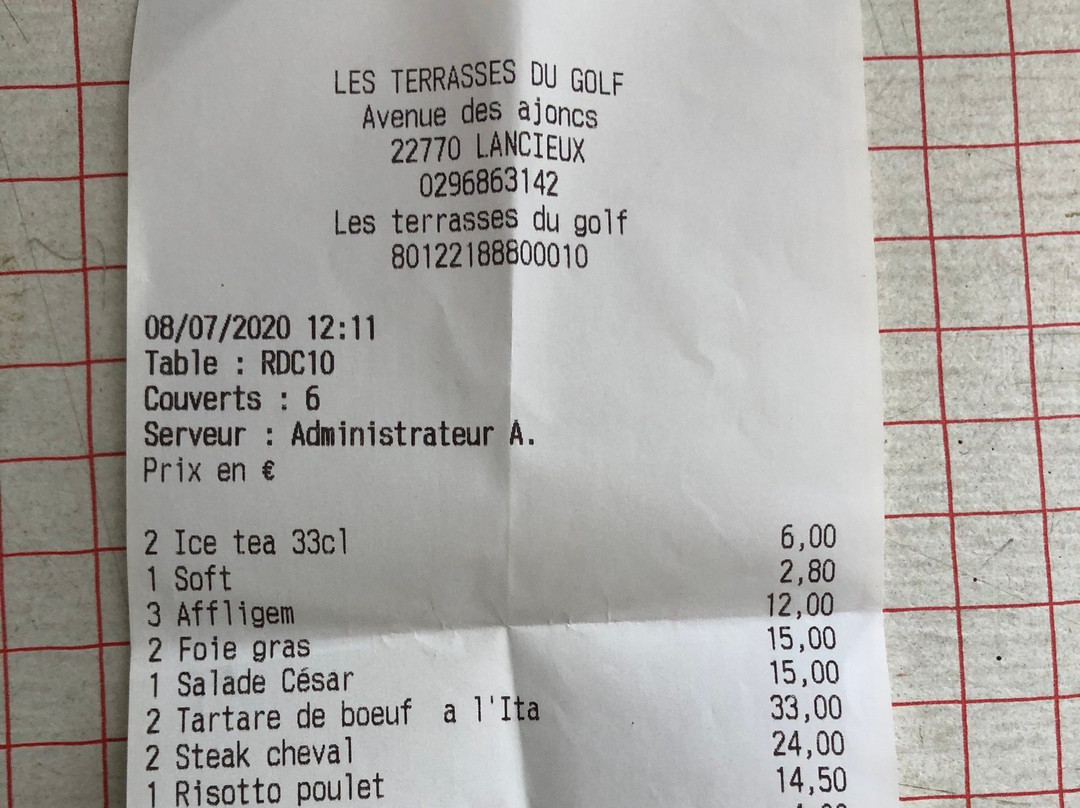 LES TERRASSES DU GOLF
Avenue des ajoncs
22770 LANCIEUX
0296863142
Les terrasses du golf
80122188800010
08/07/2020 12:11
Table : RDC10
Couverts : 6
Serveur : Administrateur A.
Prix en €
2 Ice tea 33cl 6,00
1 Soft 2,80
3 Affligem 12,00
2 Foie gras 15,00
1 Salade César 15,00
2 Tartare de boeuf a l'Ita 33,00
2 Steak cheval 24,00
1 Risotto poulet 14,50